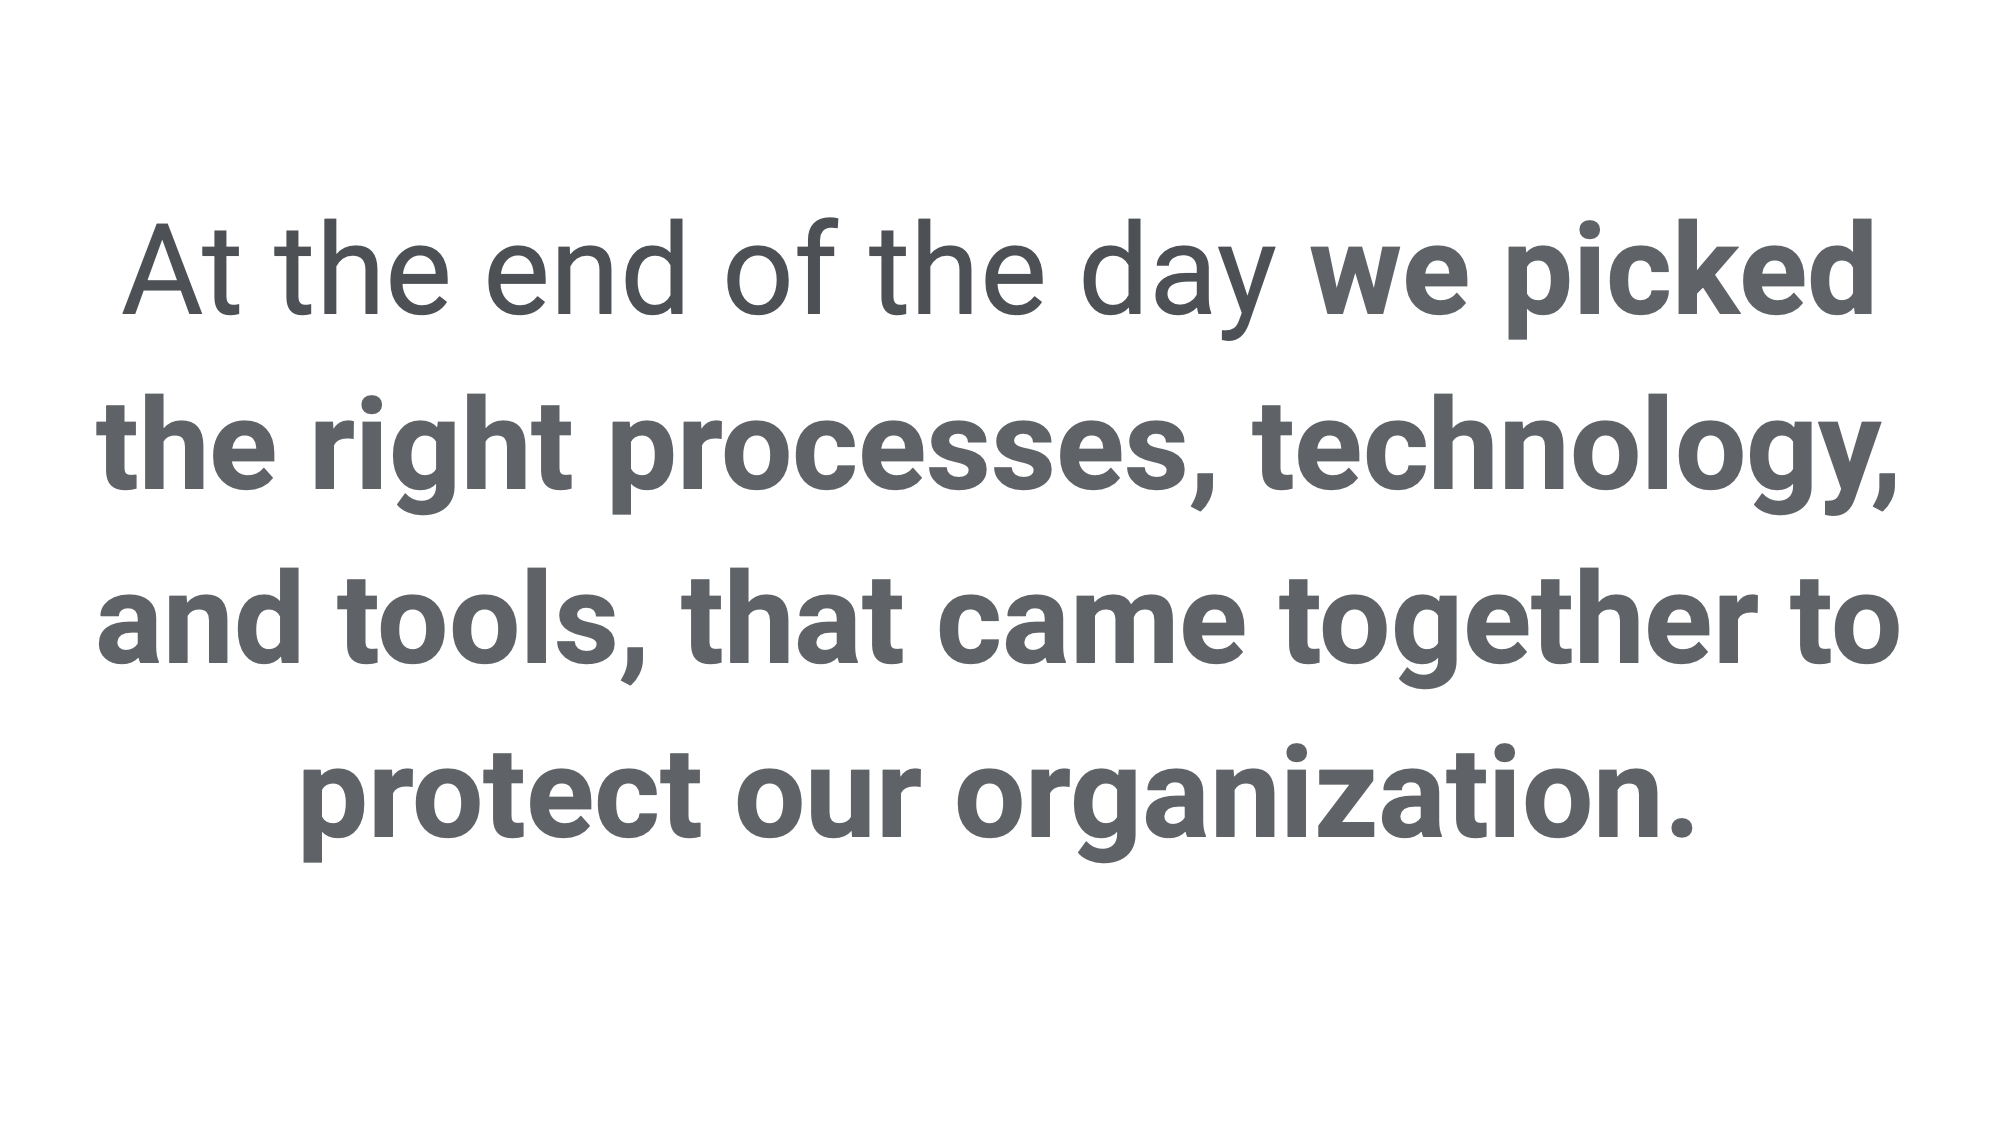 At the end of the day we picked
the right processes, technology,
and tools, that came together to
protect our organization.